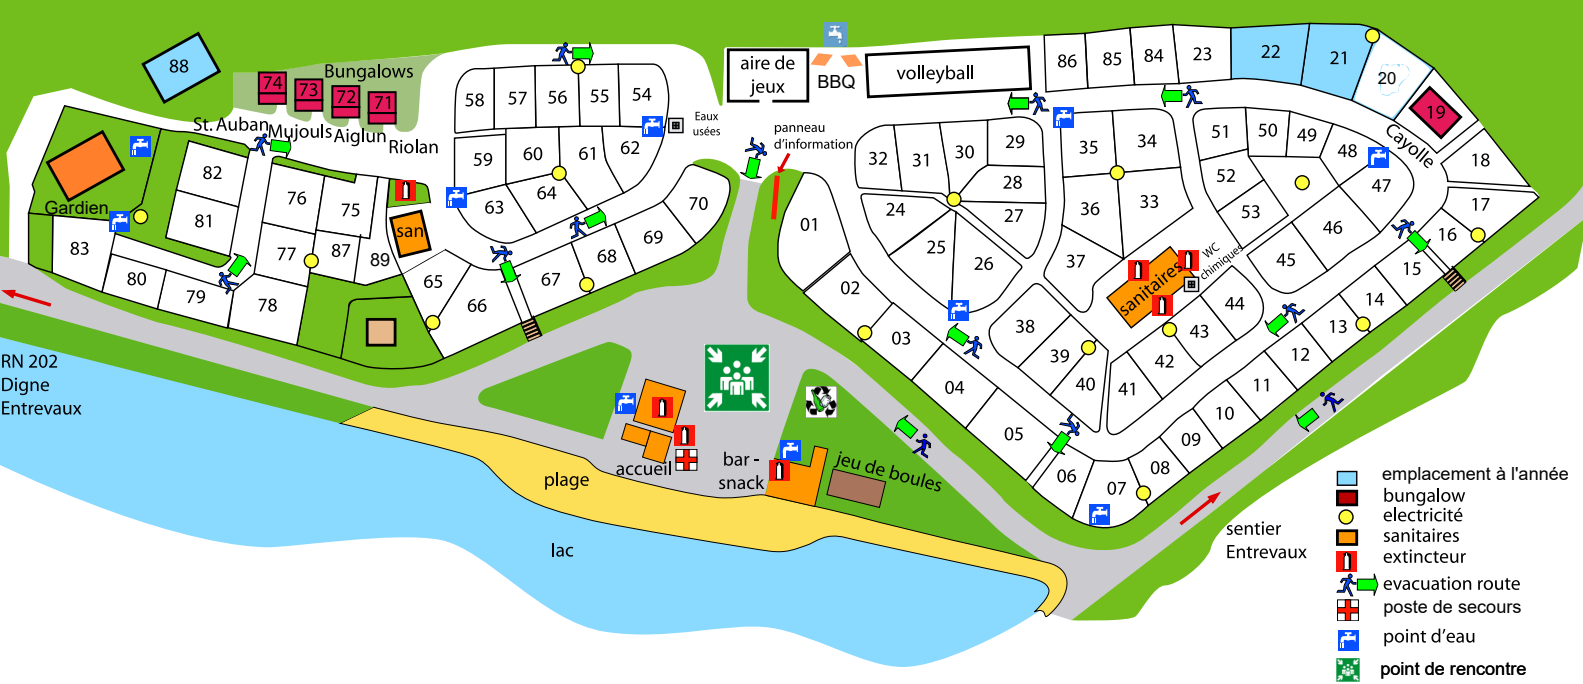 88
74
73
72
71
Bungalows
St. Auban
Mujouls
Aiglun
Riolan
Gardien
82
81
83
80
79
78
76
75
77
87
89
san
58
57
56
55
54
59
60
61
62
63
64
65
66
67
68
69
70
Eaux
usées
aire de
jeux
BBQ
volleyball
panneau
d'information
86
85
84
23
22
21
20
19
Cayolle
18
17
16
15
14
13
12
11
10
09
08
07
06
05
04
03
02
01
32
31
30
29
28
27
24
25
26
35
34
36
33
37
38
39
40
41
42
43
44
45
46
47
48
49
50
51
52
53
sanitaires
WC
chimiques
RN 202
Digne
Entrevaux
accueil
bar -
snack
jeu de boules
plage
lac
sentier
Entrevaux
emplacement à l'année
bungalow
electricité
sanitaires
extincteur
evacuation route
poste de secours
point d'eau
point de rencontre